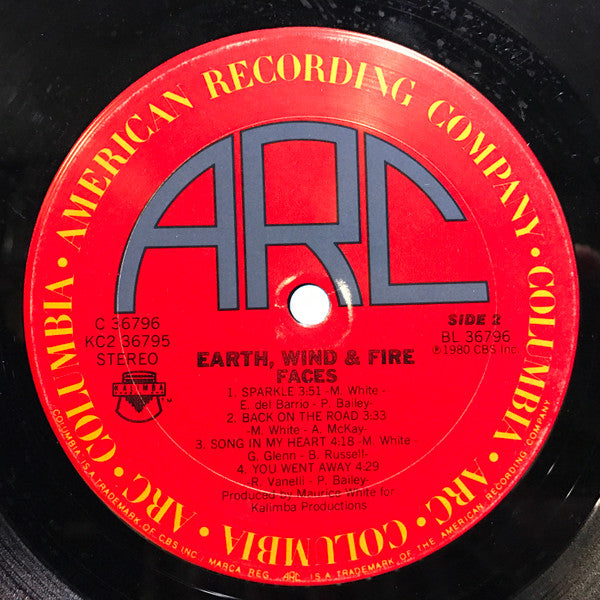 COLUMBIA • AMERICAN RECORDING COMPANY • COLUMBIA • ARC • COLUMBIA • ARC •
ARC
C 36796
KC2 36795
STEREO
SIDE 2
BL 36796
℗1980 CBS Inc.
EARTH, WIND & FIRE
FACES
KALIMBA
1. SPARKLE 3:51 -M. White-
E. del Barrio - P. Bailey-
2. BACK ON THE ROAD 3:33
-M. White - A. McKay-
3. SONG IN MY HEART 4:18 -M. White-
G. Glenn - B. Russell-
4. YOU WENT AWAY 4:29
R. Vanelli - P. Bailey-
Produced by Maurice White for
Kalimba Productions
COLUMBIA IS A TRADEMARK OF CBS INC. MARCA REG. ARC IS A TRADEMARK OF THE AMERICAN RECORDING COMPANY